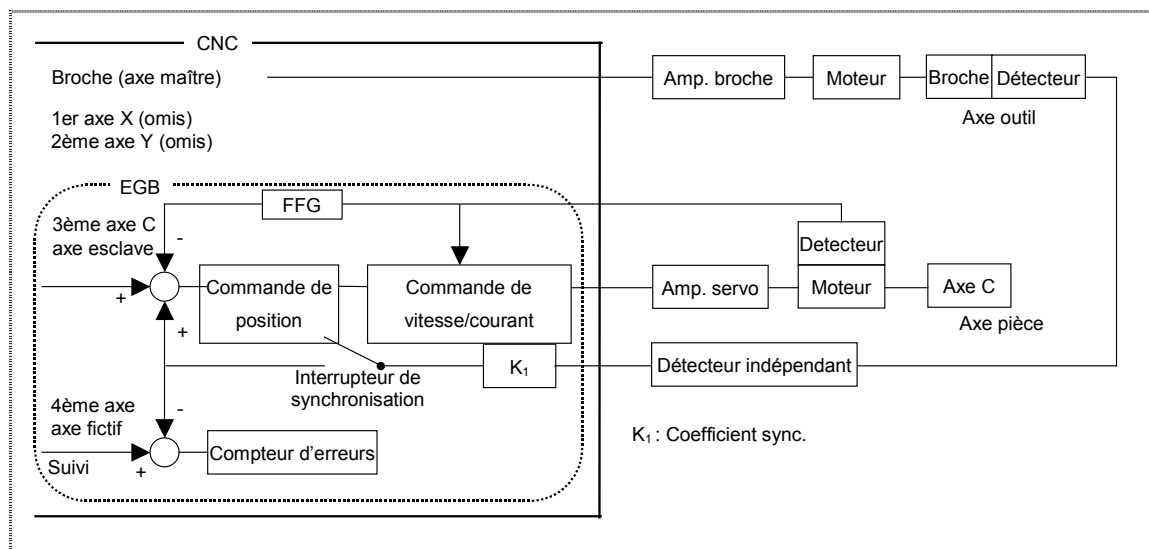 CNC
Broche (axe maître)
Amp. broche
Moteur
Broche
Détecteur
Axe outil
1er axe X (omis)
2ème axe Y (omis)
EGB
FFG
3ème axe C
axe esclave
-
+
+
Commande de
position
Commande de
vitesse/courant
Amp. servo
Detecteur
Moteur
Axe C
Axe pièce
Interrupteur de
synchronisation
K1
Détecteur indépendant
4ème axe
axe fictif
-
+
Suivi
Compteur d’erreurs
K1 : Coefficient sync.